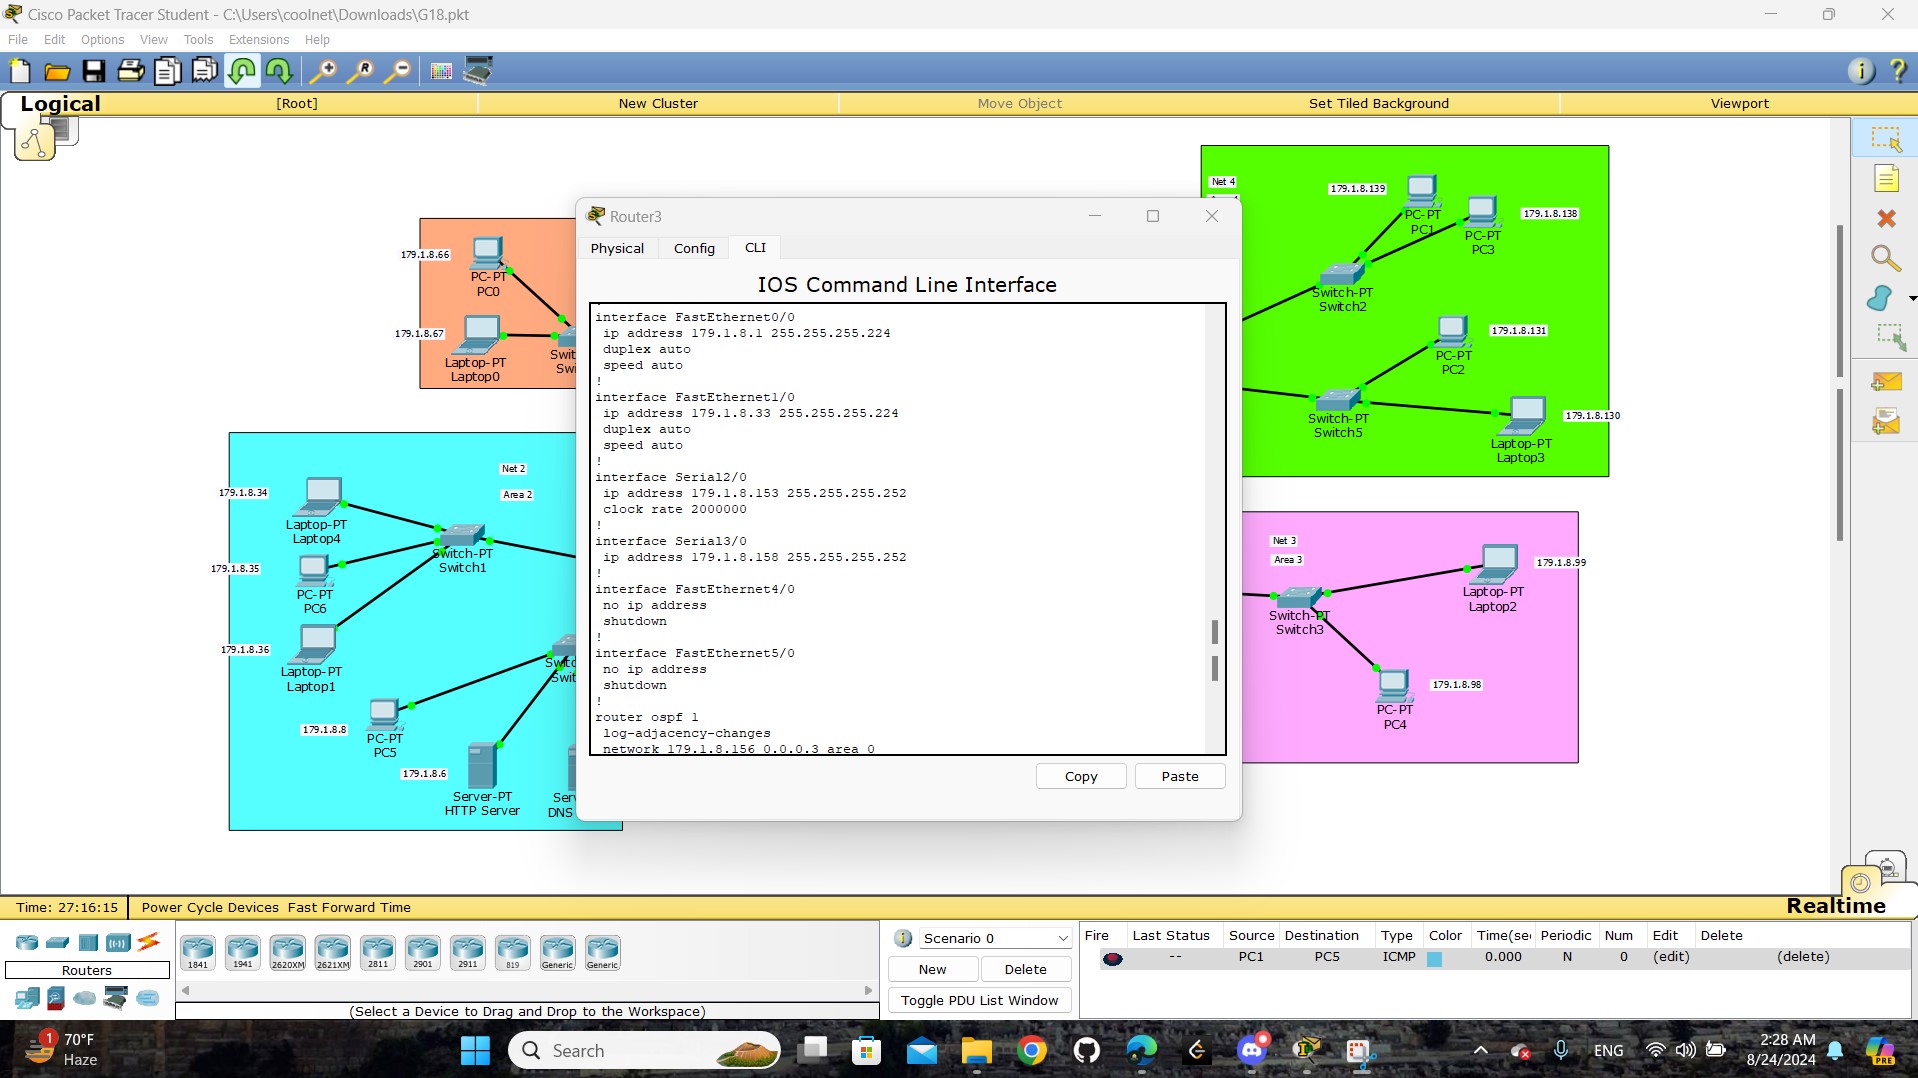 Cisco Packet Tracer Student - C:\Users\coolnet\Downloads\G18.pkt
File Edit Options View Tools Extensions Help
Logical [Root] New Cluster Move Object Set Tiled Background Viewport
Net 4
179.1.8.139
PC-PT
PC1
179.1.8.138
PC-PT
PC3
Switch-PT
Switch2
179.1.8.131
PC-PT
PC2
Switch-PT
Switch5
179.1.8.130
Laptop-PT
Laptop3
179.1.8.66
PC-PT
PC0
179.1.8.67
Laptop-PT
Laptop0
Router3
Physical Config CLI
IOS Command Line Interface
interface FastEthernet0/0
ip address 179.1.8.1 255.255.255.224
duplex auto
speed auto
!
interface FastEthernet1/0
ip address 179.1.8.33 255.255.255.224
duplex auto
speed auto
!
interface Serial2/0
ip address 179.1.8.153 255.255.255.252
clock rate 2000000
!
interface Serial3/0
ip address 179.1.8.158 255.255.255.252
!
interface FastEthernet4/0
no ip address
shutdown
!
interface FastEthernet5/0
no ip address
shutdown
!
router ospf 1
log-adjacency-changes
network 179.1.8.156 0.0.0.3 area 0
Copy Paste
Net 2
Area 2
179.1.8.34
Laptop-PT
Laptop4
179.1.8.35
PC-PT
PC6
179.1.8.36
Laptop-PT
Laptop1
Switch-PT
Switch1
179.1.8.8
PC-PT
PC5
179.1.8.6
Server-PT
HTTP Server
DNS
Net 3
Area 3
Switch-PT
Switch3
179.1.8.99
Laptop-PT
Laptop2
179.1.8.98
PC-PT
PC4
Time: 27:16:15 Power Cycle Devices Fast Forward Time Realtime
Routers
1841 1941 2620XM 2621XM 2811 2901 2911 819 Generic Generic
(Select a Device to Drag and Drop to the Workspace)
Scenario 0
New Delete
Toggle PDU List Window
Fire Last Status Source Destination Type Color Time(sec Periodic Num Edit Delete
-- PC1 PC5 ICMP 0.000 N 0 (edit) (delete)
1 70°F
Haze
Search
ENG
2:28 AM
8/24/2024
PRE